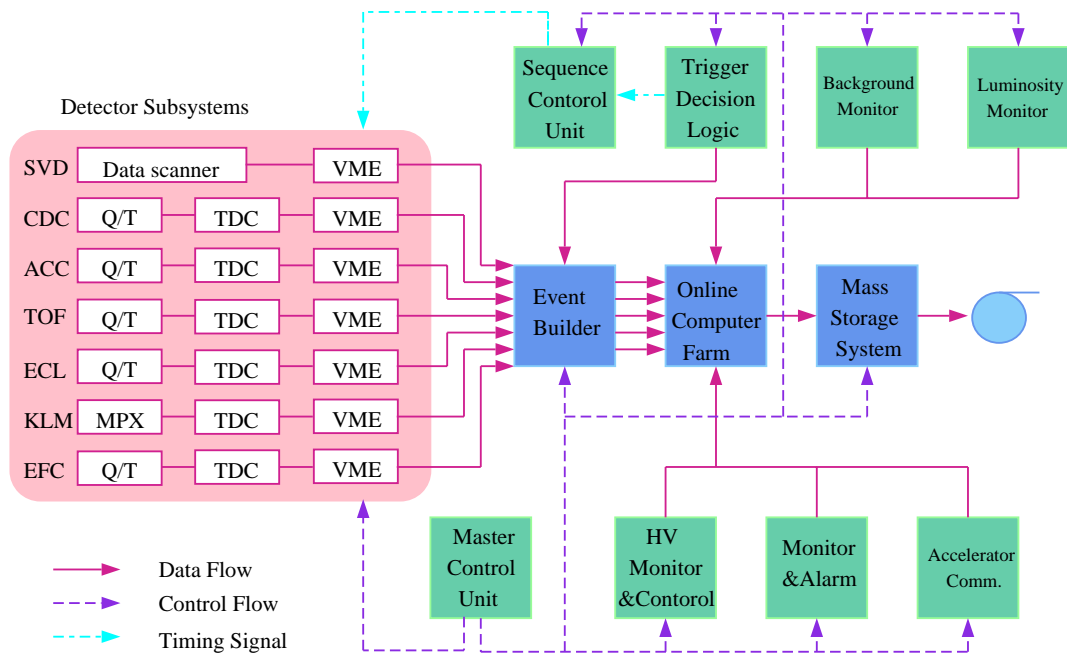 Sequence
Contorol
Unit
Trigger
Decision
Logic
Background
Monitor
Luminosity
Monitor
Detector Subsystems
SVD
Data scanner
VME
CDC
Q/T
TDC
VME
ACC
Q/T
TDC
VME
TOF
Q/T
TDC
VME
ECL
Q/T
TDC
VME
KLM
MPX
TDC
VME
EFC
Q/T
TDC
VME
Event
Builder
Online
Computer
Farm
Mass
Storage
System
Master
Control
Unit
HV
Monitor
&Contorol
Monitor
&Alarm
Accelerator
Comm.
Data Flow
Control Flow
Timing Signal